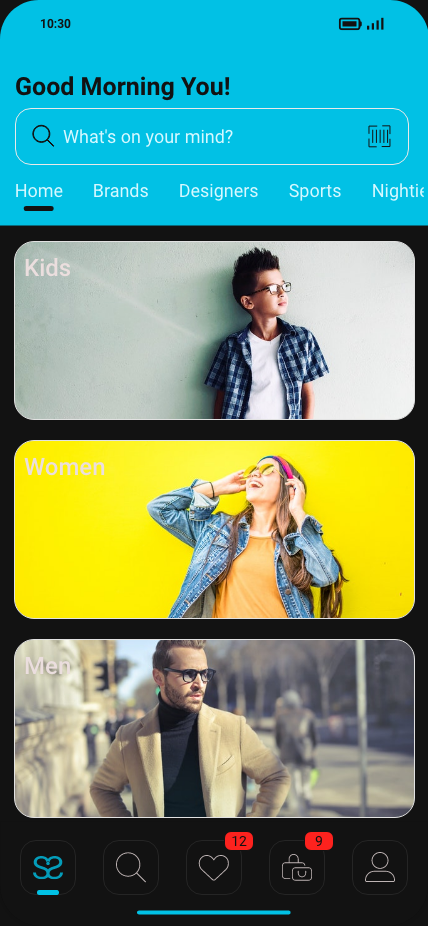 10:30
Good Morning You!
What's on your mind?
Home Brands Designers Sports Nightie
Kids
Women
Men
12 9